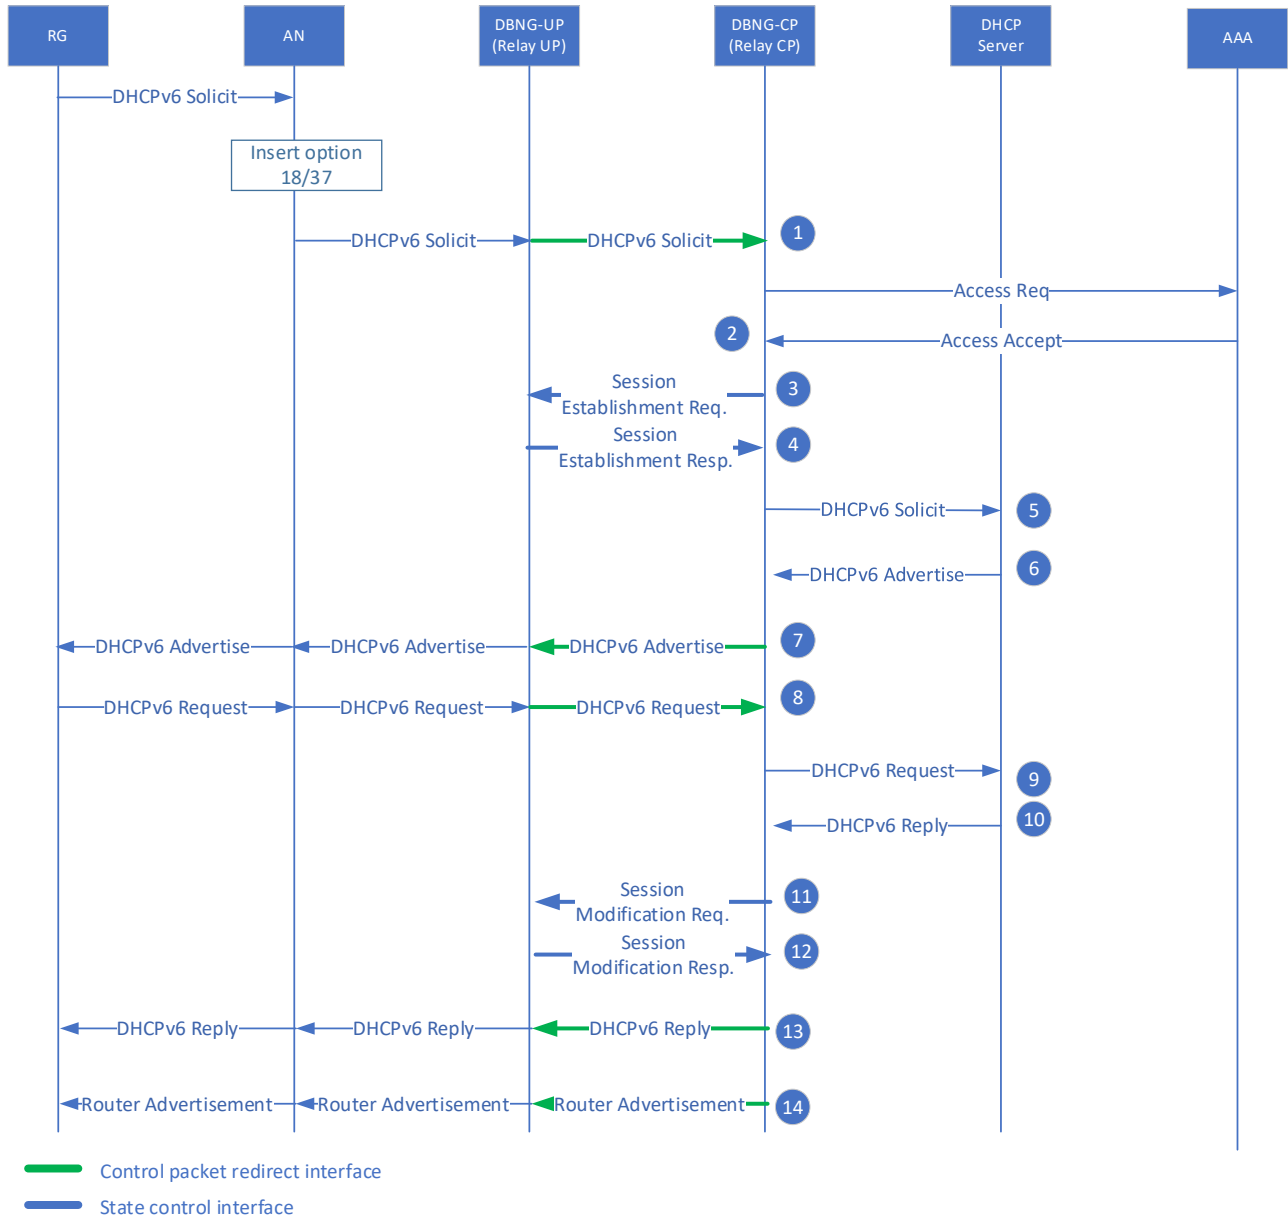 RG
AN
DBNG-UP
(Relay UP)
DBNG-CP
(Relay CP)
DHCP
Server
AAA
DHCPv6 Solicit
Insert option
18/37
DHCPv6 Solicit
DHCPv6 Solicit
1
Access Req
2
Access Accept
Session
Establishment Req.
3
Session
Establishment Resp.
4
DHCPv6 Solicit
5
DHCPv6 Advertise
6
DHCPv6 Advertise
DHCPv6 Advertise
DHCPv6 Advertise
7
DHCPv6 Request
DHCPv6 Request
DHCPv6 Request
8
DHCPv6 Request
9
DHCPv6 Reply
10
Session
Modification Req.
11
Session
Modification Resp.
12
DHCPv6 Reply
DHCPv6 Reply
DHCPv6 Reply
13
Router Advertisement
Router Advertisement
Router Advertisement
14
Control packet redirect interface
State control interface